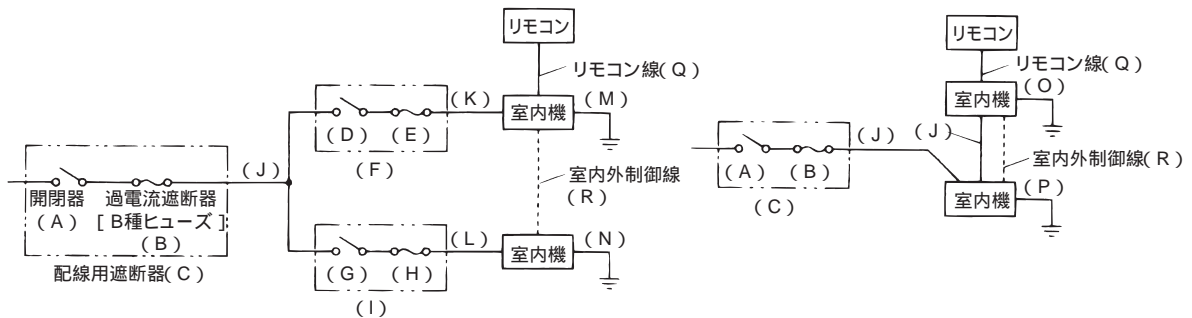 リモコン
リモコン線(Q)
(K)
室内機
(M)
(D)
(E)
(F)
(J)
開閉器
(A)
過電流遮断器
[B種ヒューズ]
(B)
配線用遮断器(C)
室内外制御線
(R)
(L)
室内機
(N)
(G)
(H)
(I)
リモコン
リモコン線(Q)
室内機
(O)
(J)
(J)
(A)
(B)
(C)
室内外制御線(R)
室内機
(P)